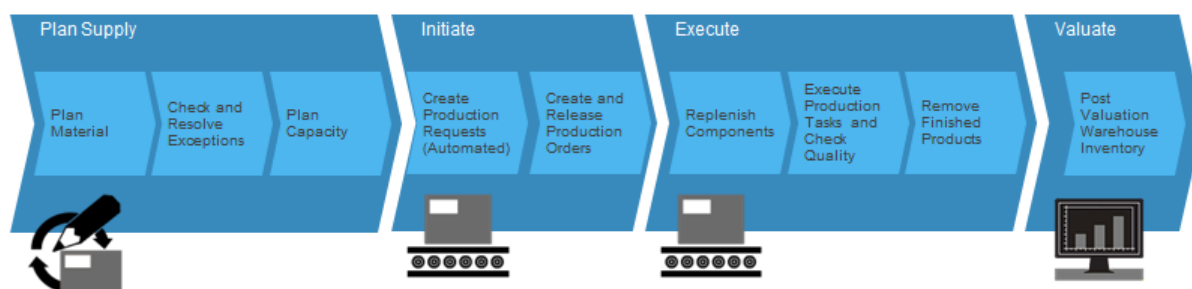 Plan Supply
Plan
Material
Check and
Resolve
Exceptions
Plan
Capacity
Initiate
Create
Production
Requests
(Automated)
Create and
Release
Production
Orders
Execute
Replenish
Components
Execute
Production
Tasks and
Check
Quality
Remove
Finished
Products
Valuate
Post
Valuation
Warehouse
Inventory